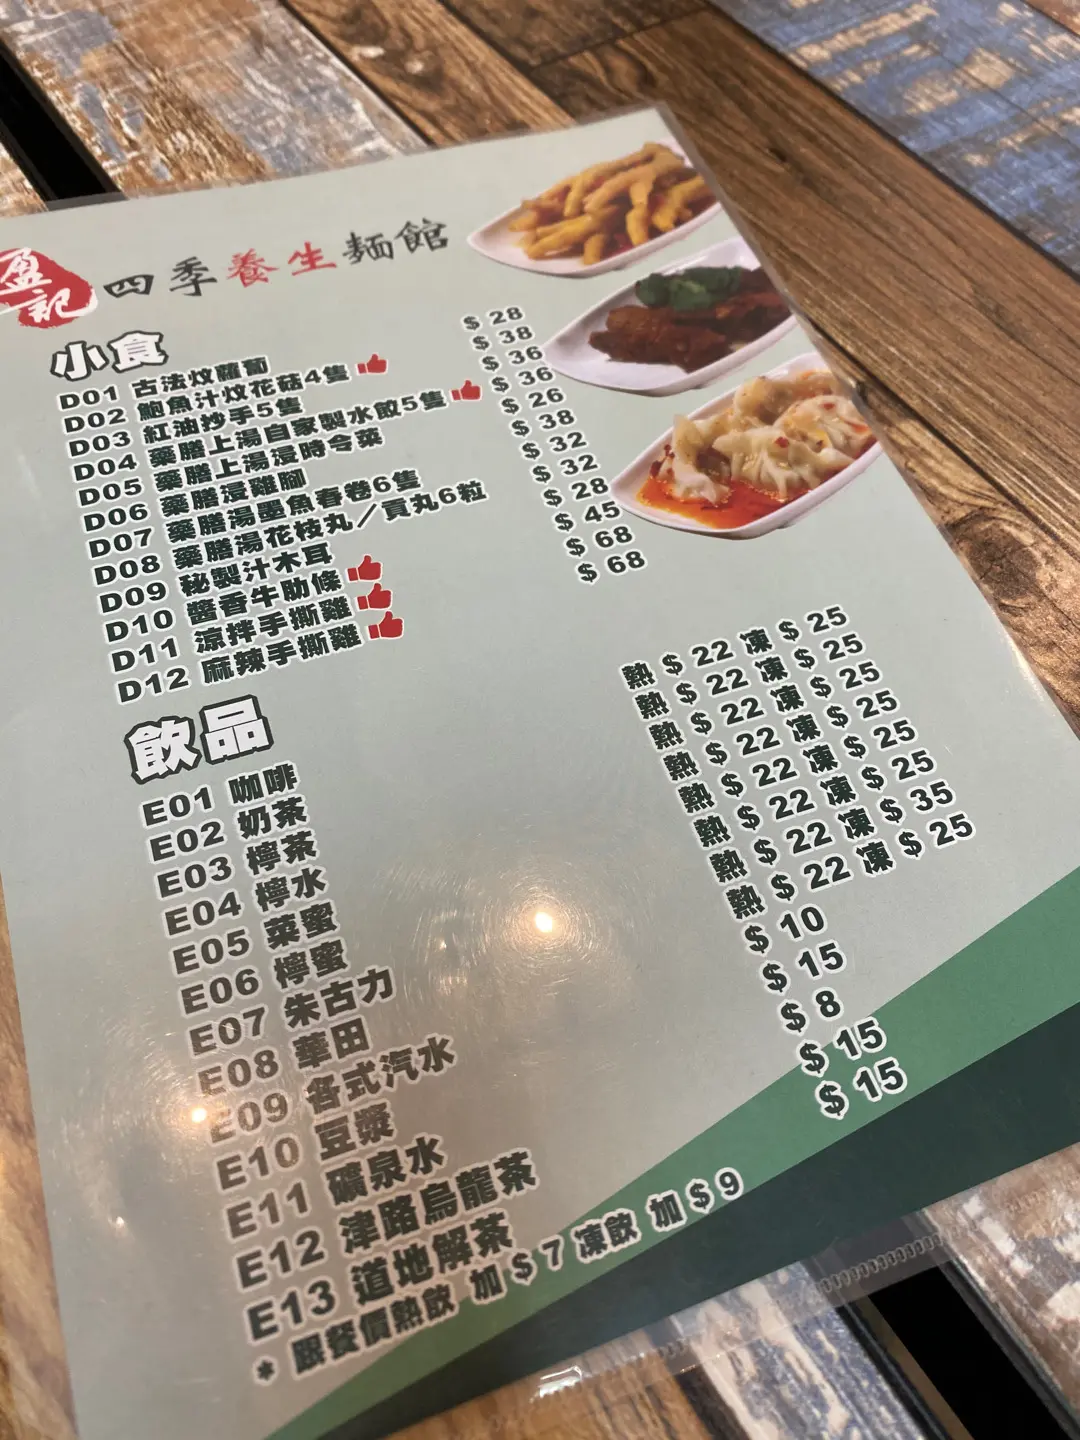 盈記 四季養生麵館
小食
D01 古法炆蘿蔔 $ 28
D02 鮑魚汁炆花菇4隻 $ 38
D03 紅油抄手5隻 $ 36
D04 藥膳上湯自家製水餃5隻 $ 36
D05 藥膳上湯浸時令菜 $ 26
D06 藥膳浸雞腳 $ 38
D07 藥膳湯墨魚春卷6隻 $ 32
D08 藥膳湯花枝丸／貢丸6粒 $ 32
D09 秘製汁木耳 $ 28
D10 醬香牛肋條 $ 45
D11 涼拌手撕雞 $ 68
D12 麻辣手撕雞 $ 68
飲品
E01 咖啡 熱 $ 22 凍 $ 25
E02 奶茶 熱 $ 22 凍 $ 25
E03 檸茶 熱 $ 22 凍 $ 25
E04 檸水 熱 $ 22 凍 $ 25
E05 菜蜜 熱 $ 22 凍 $ 25
E06 檸蜜 熱 $ 22 凍 $ 25
E07 朱古力 熱 $ 22 凍 $ 35
E08 華田 熱 $ 22 凍 $ 25
E09 各式汽水 $ 10
E10 豆漿 $ 15
E11 礦泉水 $ 8
E12 津路烏龍茶 $ 15
E13 道地解茶 $ 15
* 跟餐價熱飲 加 $ 7 凍飲 加 $ 9